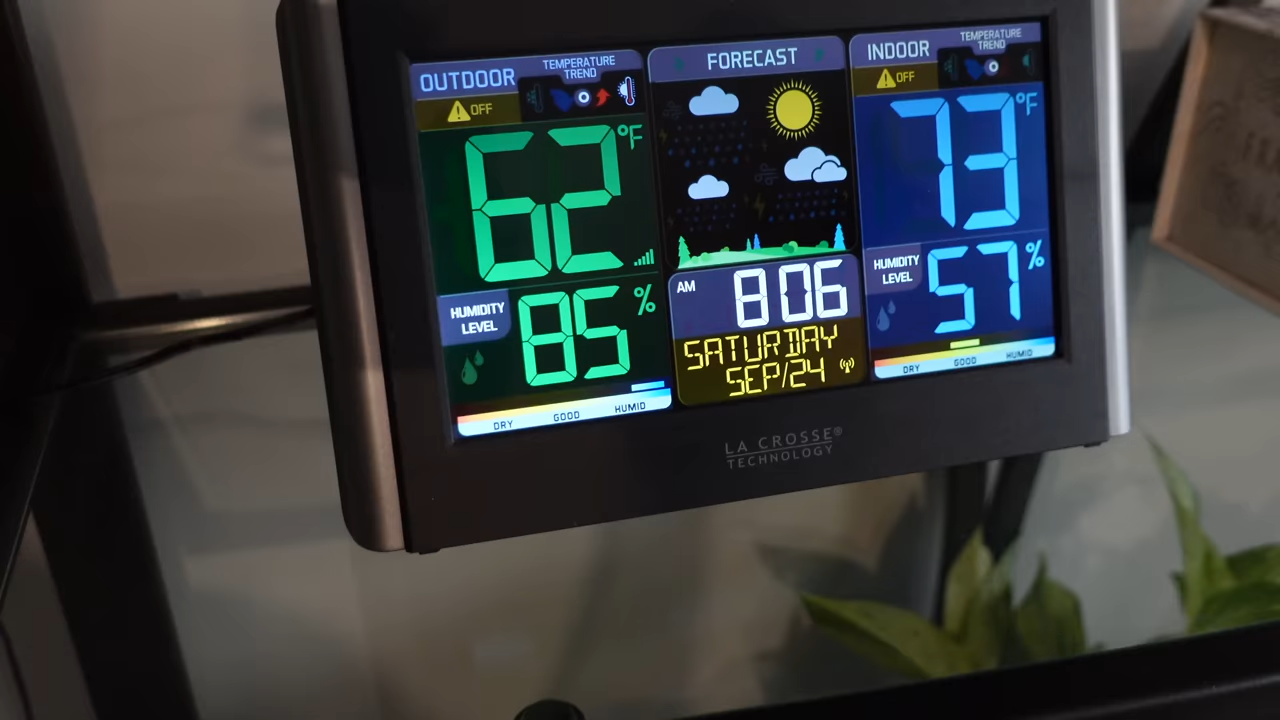 OUTDOOR
TEMPERATURE
TREND
OFF
62°F
HUMIDITY
LEVEL
85%
DRY GOOD HUMID
FORECAST
AM 8:06
SATURDAY
SEP/24
INDOOR
TEMPERATURE
TREND
OFF
73°F
HUMIDITY
LEVEL
57%
DRY GOOD HUMID
LA CROSSE®
TECHNOLOGY